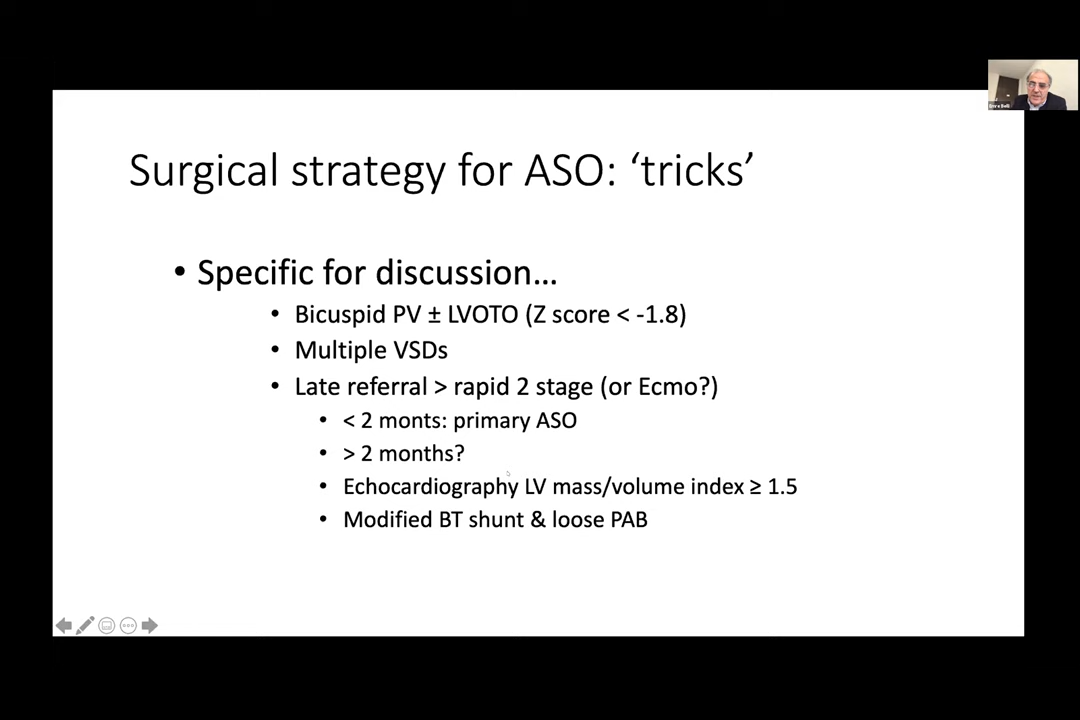 Surgical strategy for ASO: ‘tricks’
• Specific for discussion…
• Bicuspid PV ± LVOTO (Z score < -1.8)
• Multiple VSDs
• Late referral > rapid 2 stage (or Ecmo?)
• < 2 monts: primary ASO
• > 2 months?
• Echocardiography LV mass/volume index ≥ 1.5
• Modified BT shunt & loose PAB